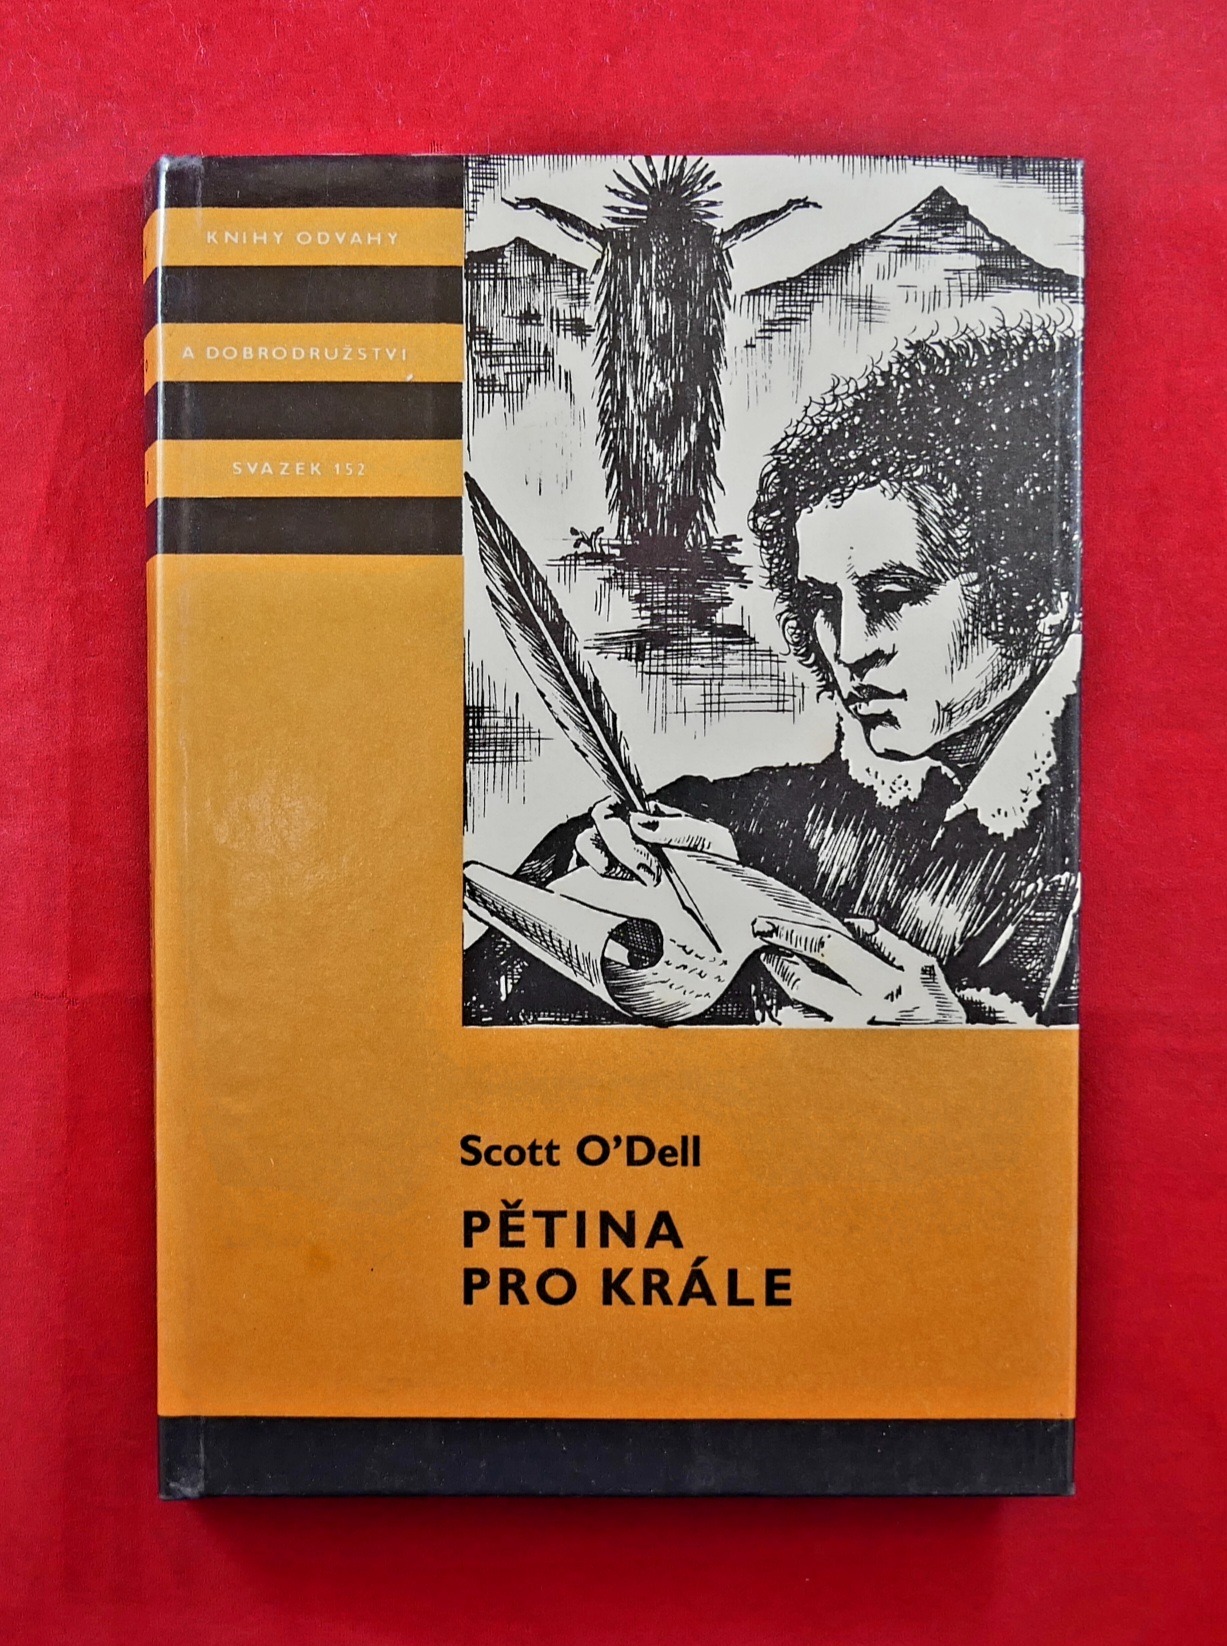 KNIHY ODVAHY
A DOBRODRUŽSTVÍ
SVAZEK 152
Scott O'Dell
PĚTINA
PRO KRÁLE